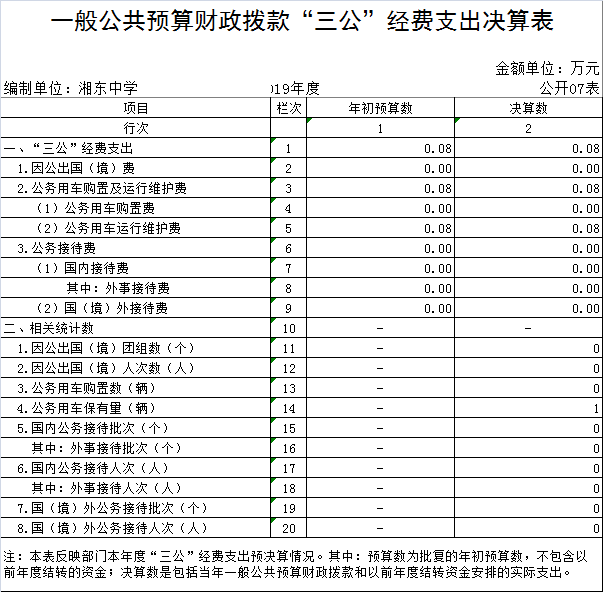 一般公共预算财政拨款“三公”经费支出决算表
金额单位：万元
编制单位：湘东中学 019年度 公开07表
项目 栏次 年初预算数 决算数
行次 1 2
一、“三公”经费支出 1 0.08 0.08
1.因公出国（境）费 2 0.00 0.00
2.公务用车购置及运行维护费 3 0.08 0.08
（1）公务用车购置费 4 0.00 0.00
（2）公务用车运行维护费 5 0.08 0.08
3.公务接待费 6 0.00 0.00
（1）国内接待费 7 0.00 0.00
其中：外事接待费 8 0.00 0.00
（2）国（境）外接待费 9 0.00 0.00
二、相关统计数 10 － －
1.因公出国（境）团组数（个） 11 － 0
2.因公出国（境）人次数（人） 12 － 0
3.公务用车购置数（辆） 13 － 0
4.公务用车保有量（辆） 14 － 1
5.国内公务接待批次（个） 15 － 0
其中：外事接待批次（个） 16 － 0
6.国内公务接待人次（人） 17 － 0
其中：外事接待人次（人） 18 － 0
7.国（境）外公务接待批次（个） 19 － 0
8.国（境）外公务接待人次（人） 20 － 0
注：本表反映部门本年度“三公”经费支出预决算情况。其中：预算数为批复的年初预算数，不包含以
前年度结转的资金；决算数是包括当年一般公共预算财政拨款和以前年度结转资金安排的实际支出。